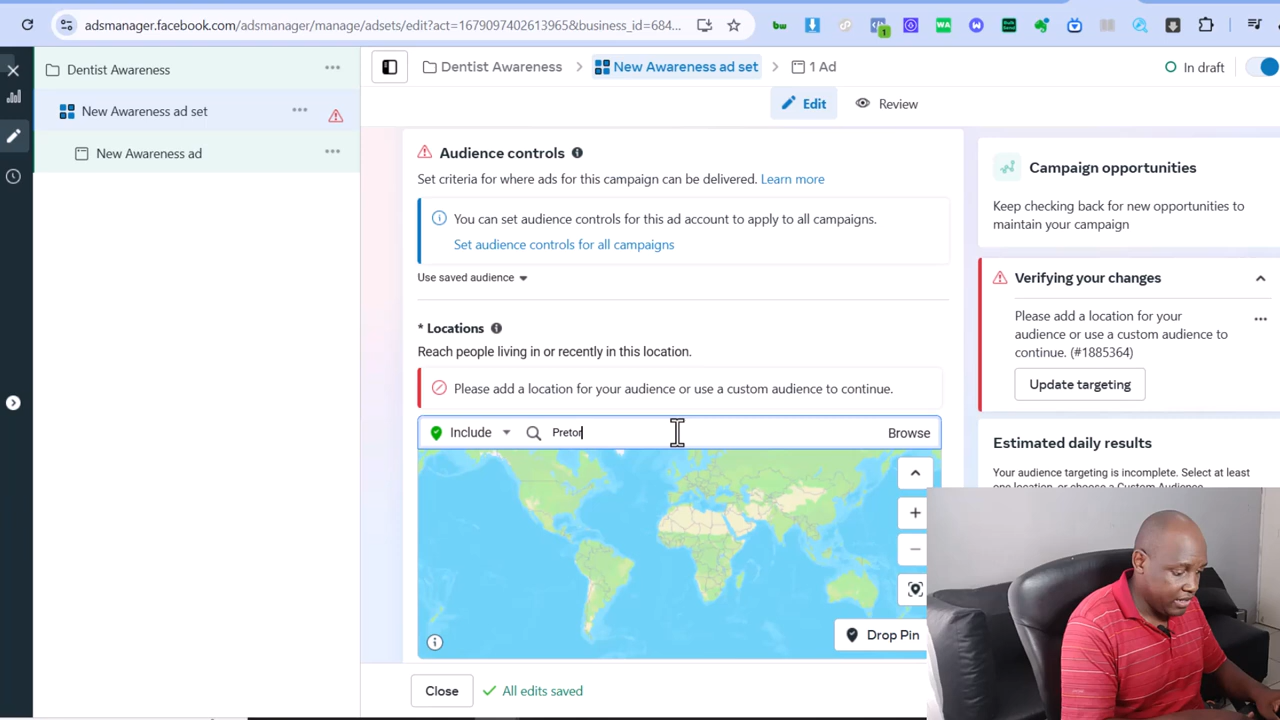 adsmanager.facebook.com/adsmanager/manage/adsets/edit?act=1679097402613965&business_id=684...
Dentist Awareness
New Awareness ad set
New Awareness ad
Dentist Awareness
New Awareness ad set
1 Ad
In draft
Edit
Review
Audience controls
Set criteria for where ads for this campaign can be delivered. Learn more
You can set audience controls for this ad account to apply to all campaigns.
Set audience controls for all campaigns
Use saved audience
* Locations
Reach people living in or recently in this location.
Please add a location for your audience or use a custom audience to continue.
Include
Pretor
Browse
Drop Pin
Close
All edits saved
Campaign opportunities
Keep checking back for new opportunities to
maintain your campaign
Verifying your changes
Please add a location for your
audience or use a custom audience to
continue. (#1885364)
Update targeting
Estimated daily results
Your audience targeting is incomplete. Select at least
one location, or choose a Custom Audience.